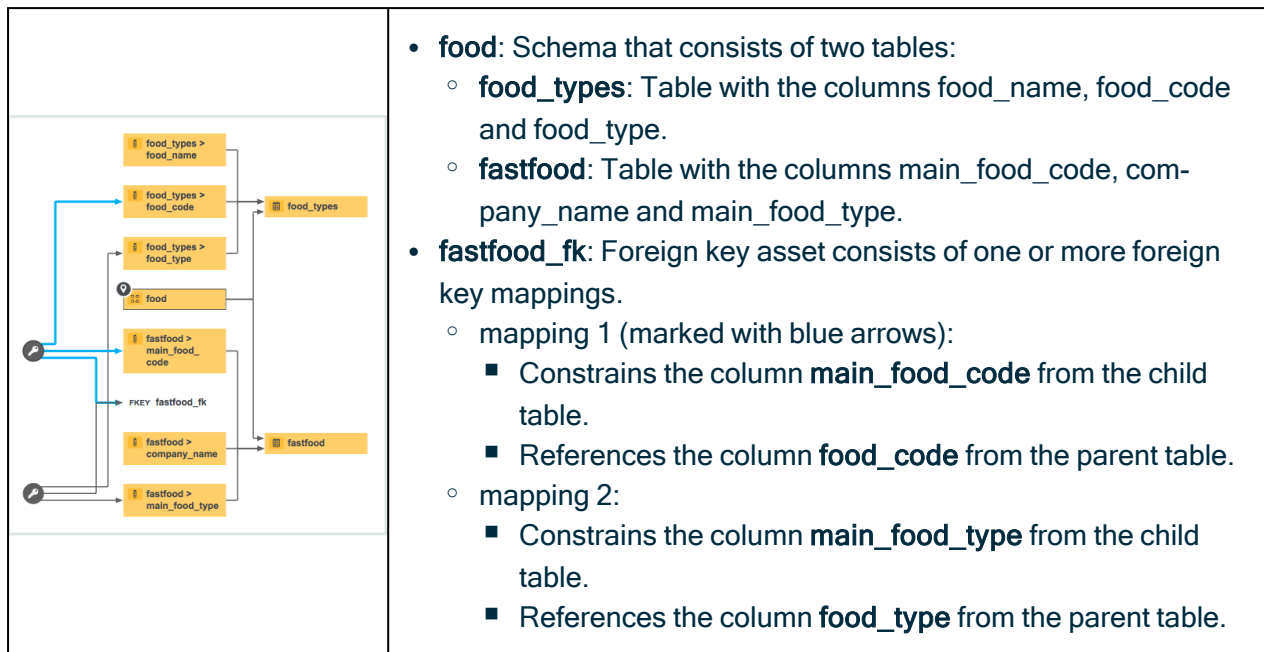 food_types >
food_name
food_types >
food_code
food_types
food_types >
food_type
food
fastfood >
main_food_
code
FKEY fastfood_fk
fastfood >
company_name
fastfood
fastfood >
main_food_type
• food: Schema that consists of two tables:
◦ food_types: Table with the columns food_name, food_code
and food_type.
◦ fastfood: Table with the columns main_food_code, com-
pany_name and main_food_type.
• fastfood_fk: Foreign key asset consists of one or more foreign
key mappings.
◦ mapping 1 (marked with blue arrows):
▪ Constrains the column main_food_code from the child
table.
▪ References the column food_code from the parent table.
◦ mapping 2:
▪ Constrains the column main_food_type from the child
table.
▪ References the column food_type from the parent table.